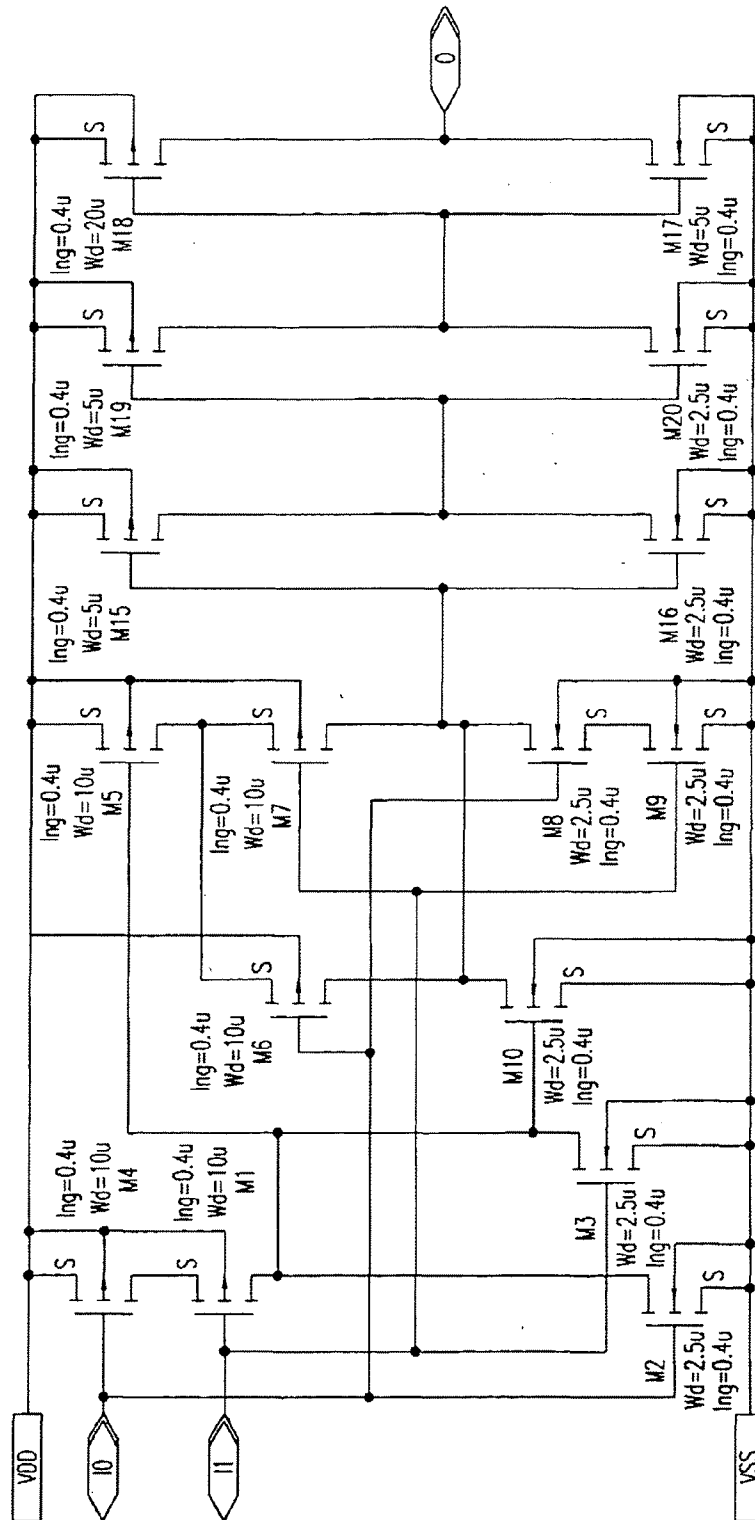 VDD
I0
I1
VSS
lng=0.4u
Wd=10u
M4
lng=0.4u
Wd=10u
M1
S
S
M2
Wd=2.5u
lng=0.4u
S
M3
Wd=2.5u
lng=0.4u
S
lng=0.4u
Wd=10u
M6
S
M10
Wd=2.5u
lng=0.4u
S
lng=0.4u
Wd=10u
M5
S
lng=0.4u
Wd=10u
M7
S
M8
Wd=2.5u
lng=0.4u
S
M9
Wd=2.5u
lng=0.4u
S
lng=0.4u
Wd=5u
M15
S
M16
Wd=2.5u
lng=0.4u
S
lng=0.4u
Wd=5u
M19
S
M20
Wd=2.5u
lng=0.4u
S
lng=0.4u
Wd=20u
M18
S
M17
Wd=5u
lng=0.4u
S
O